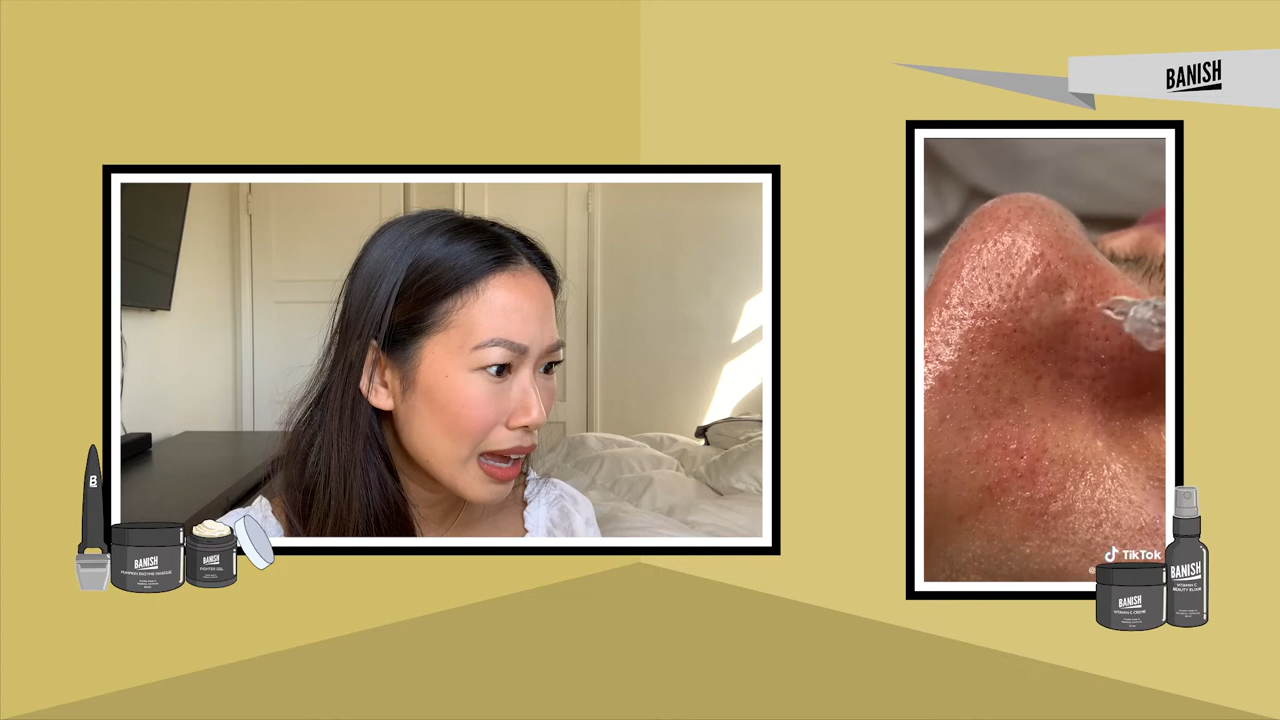 BANISH
B
BANISH
PUMPKIN ENZYME MASQUE
BANISH
FIGHTER GEL
TikTok
BANISH
VITAMIN C CREME
BANISH
VITAMIN C
BEAUTY ELIXIR